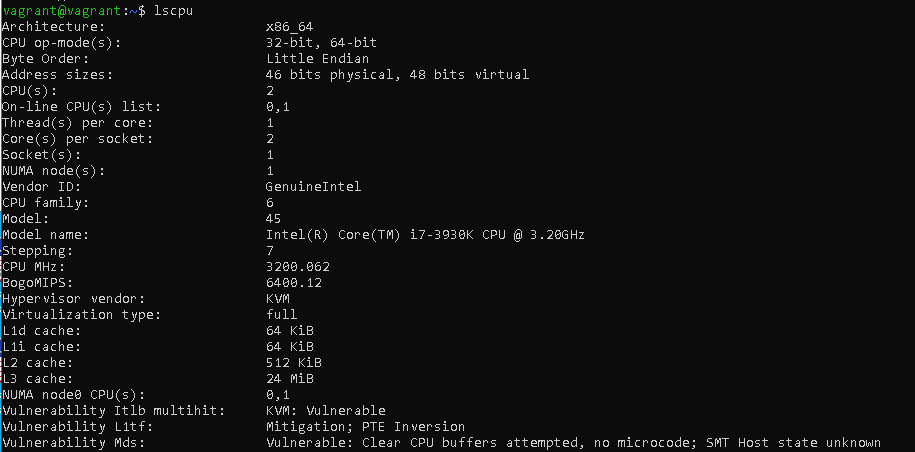 vagrant@vagrant:~$ lscpu
Architecture: x86_64
CPU op-mode(s): 32-bit, 64-bit
Byte Order: Little Endian
Address sizes: 46 bits physical, 48 bits virtual
CPU(s): 2
On-line CPU(s) list: 0,1
Thread(s) per core: 1
Core(s) per socket: 2
Socket(s): 1
NUMA node(s): 1
Vendor ID: GenuineIntel
CPU family: 6
Model: 45
Model name: Intel(R) Core(TM) i7-3930K CPU @ 3.20GHz
Stepping: 7
CPU MHz: 3200.062
BogoMIPS: 6400.12
Hypervisor vendor: KVM
Virtualization type: full
L1d cache: 64 KiB
L1i cache: 64 KiB
L2 cache: 512 KiB
L3 cache: 24 MiB
NUMA node0 CPU(s): 0,1
Vulnerability Itlb multihit: KVM: Vulnerable
Vulnerability L1tf: Mitigation; PTE Inversion
Vulnerability Mds: Vulnerable: Clear CPU buffers attempted, no microcode; SMT Host state unknown